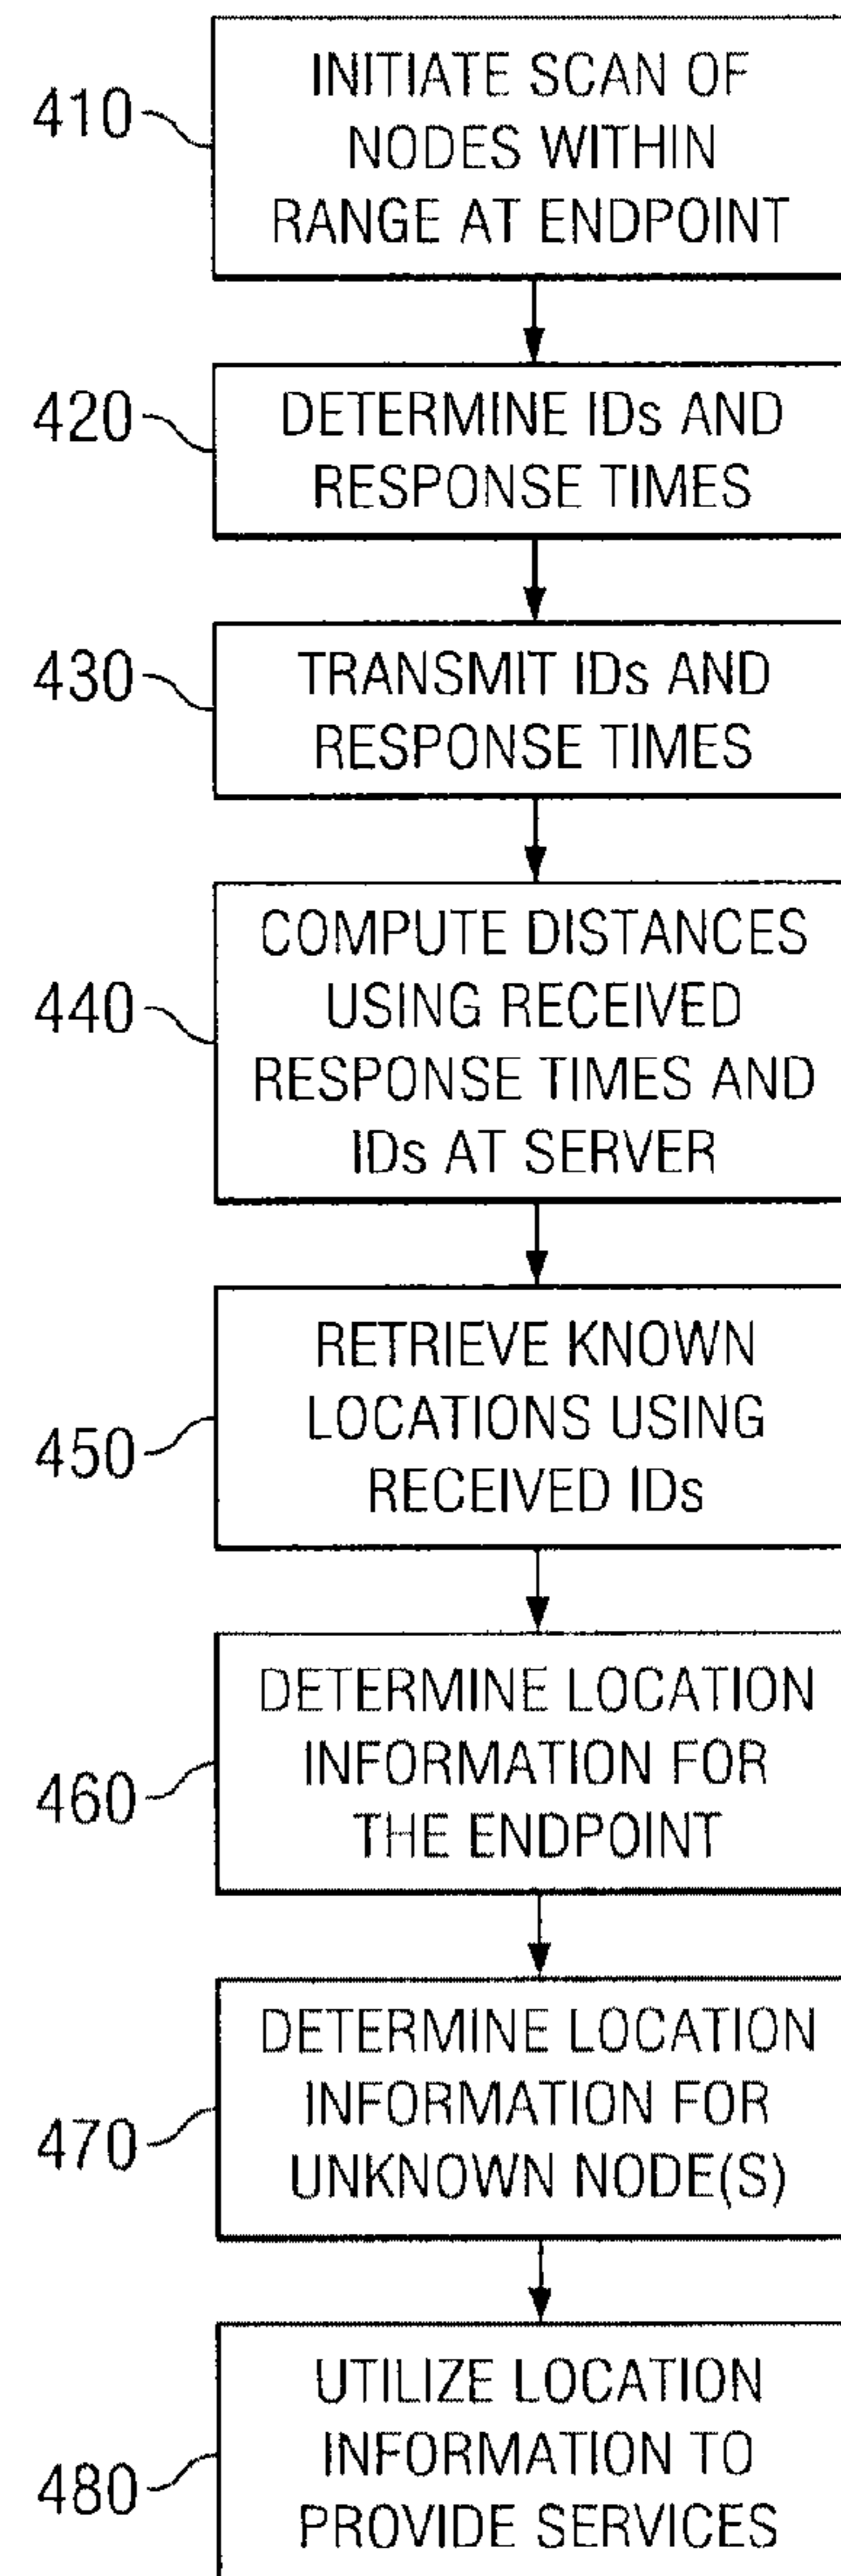 410
INITIATE SCAN OF
NODES WITHIN
RANGE AT ENDPOINT
420
DETERMINE IDs AND
RESPONSE TIMES
430
TRANSMIT IDs AND
RESPONSE TIMES
440
COMPUTE DISTANCES
USING RECEIVED
RESPONSE TIMES AND
IDs AT SERVER
450
RETRIEVE KNOWN
LOCATIONS USING
RECEIVED IDs
460
DETERMINE LOCATION
INFORMATION FOR
THE ENDPOINT
470
DETERMINE LOCATION
INFORMATION FOR
UNKNOWN NODE(S)
480
UTILIZE LOCATION
INFORMATION TO
PROVIDE SERVICES